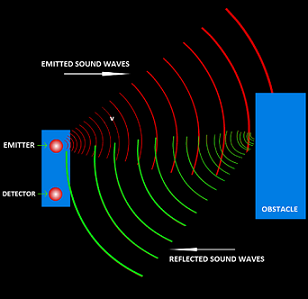 EMITTED SOUND WAVES
v
EMITTER
DETECTOR
OBSTACLE
REFLECTED SOUND WAVES